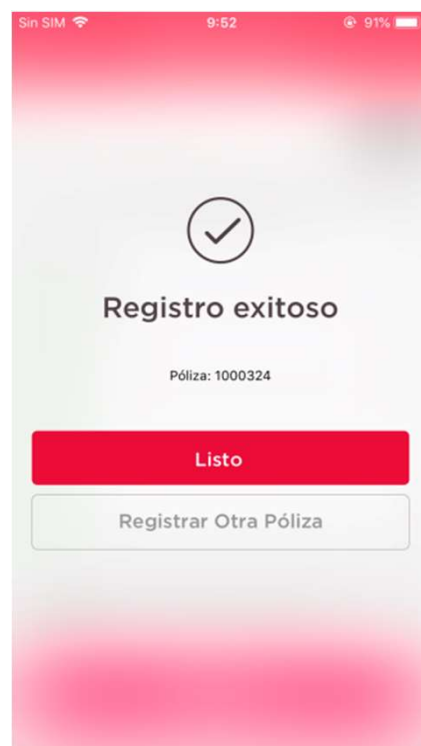 Sin SIM 9:52 91%
Registro exitoso
Póliza: 1000324
Listo
Registrar Otra Póliza